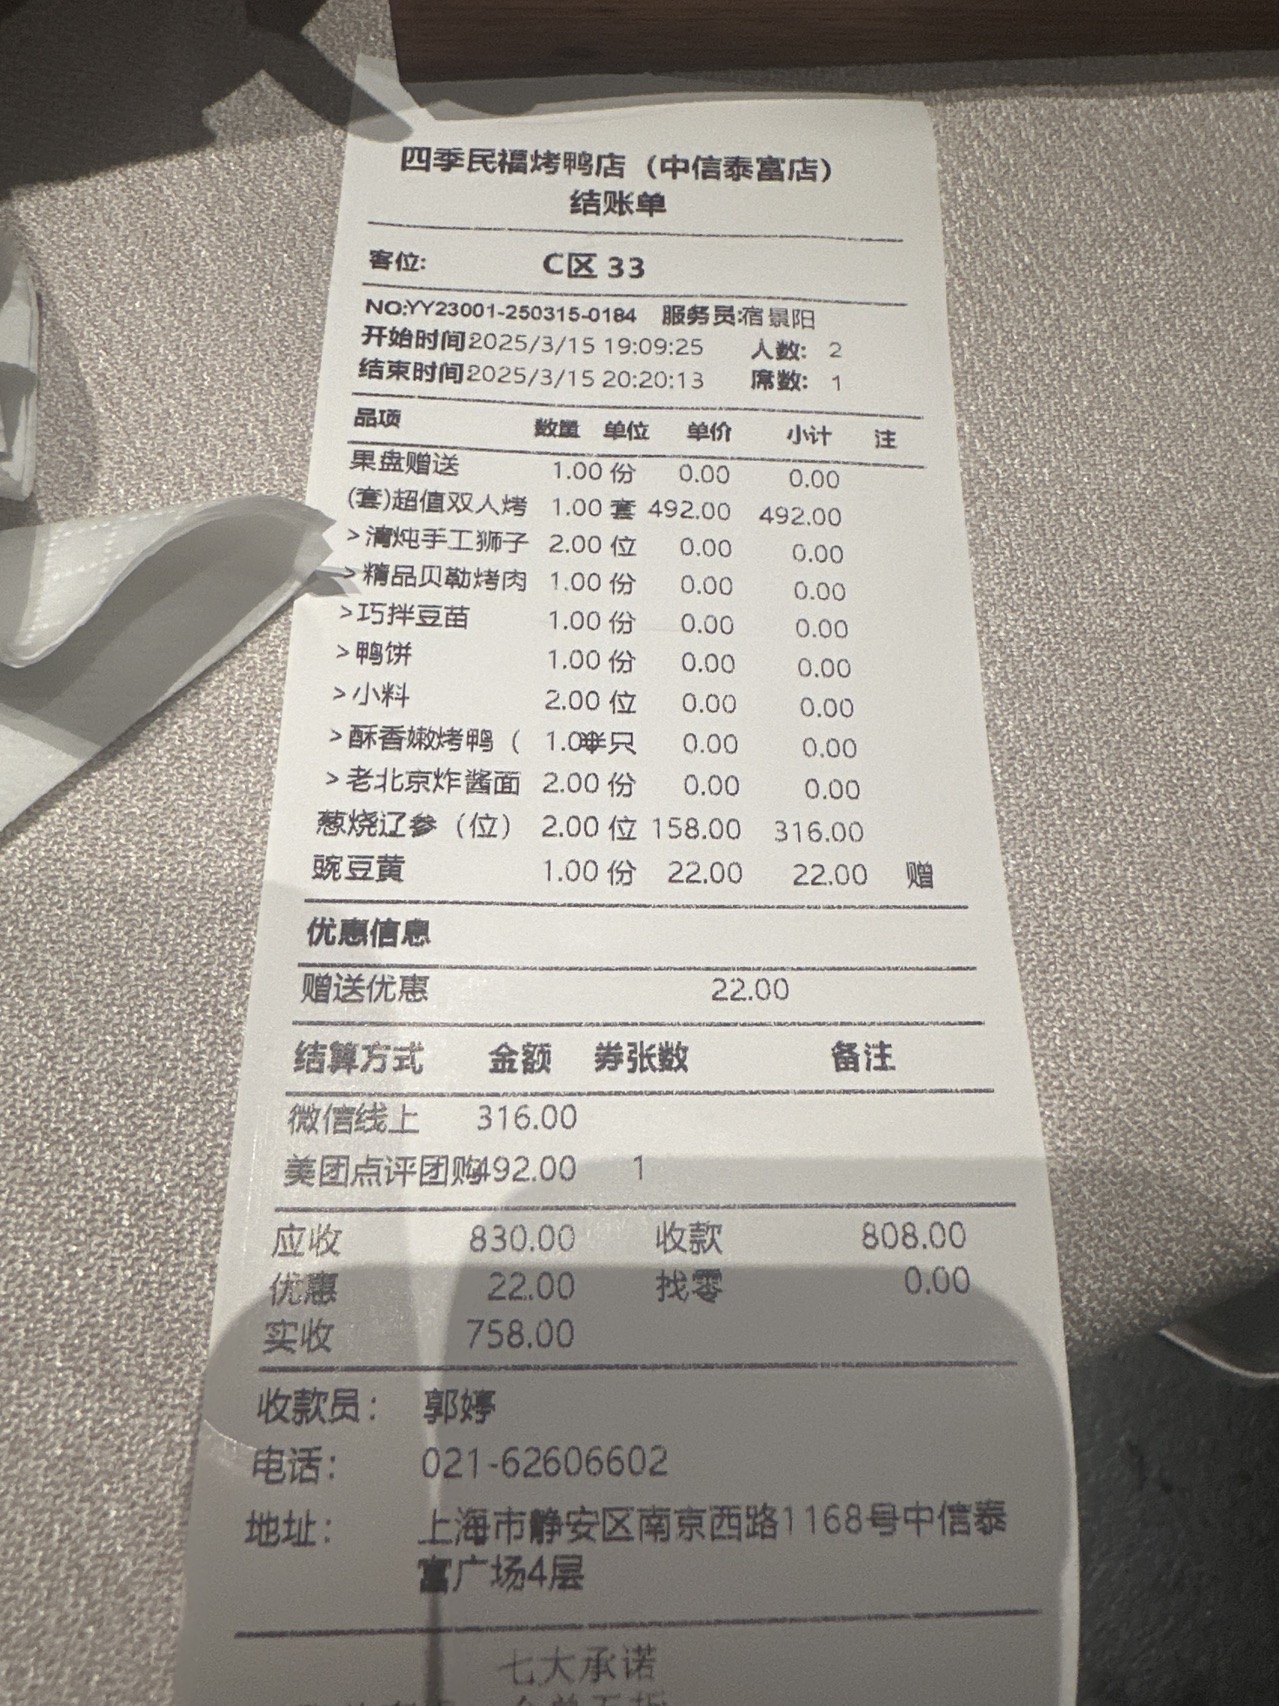 四季民福烤鸭店（中信泰富店）
结账单
客位: C区 33
NO:YY23001-250315-0184 服务员:宿景阳
开始时间2025/3/15 19:09:25 人数: 2
结束时间2025/3/15 20:20:13 席数: 1
品项 数量 单位 单价 小计 注
果盘赠送 1.00 份 0.00 0.00
(套)超值双人烤 1.00 套 492.00 492.00
>清炖手工狮子 2.00 位 0.00 0.00
>精品贝勒烤肉 1.00 份 0.00 0.00
>巧拌豆苗 1.00 份 0.00 0.00
>鸭饼 1.00 份 0.00 0.00
>小料 2.00 位 0.00 0.00
>酥香嫩烤鸭（ 1.00半只 0.00 0.00
>老北京炸酱面 2.00 份 0.00 0.00
葱烧辽参（位） 2.00 位 158.00 316.00
豌豆黄 1.00 份 22.00 22.00 赠
优惠信息
赠送优惠 22.00
结算方式 金额 券张数 备注
微信线上 316.00
美团点评团购492.00 1
应收 830.00 收款 808.00
优惠 22.00 找零 0.00
实收 758.00
收款员: 郭婷
电话: 021-62606602
地址: 上海市静安区南京西路1168号中信泰
富广场4层
七大承诺